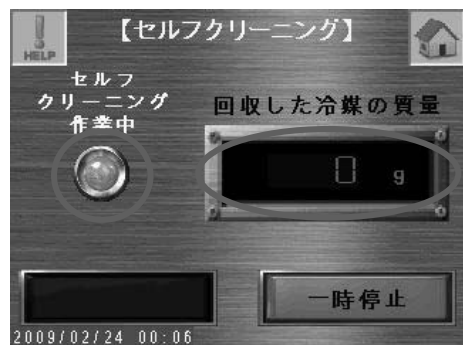 HELP
【セルフクリーニング】
セルフ
クリーニング
作業中
回収した冷媒の質量
0 g
一時停止
2009/02/24 00:06